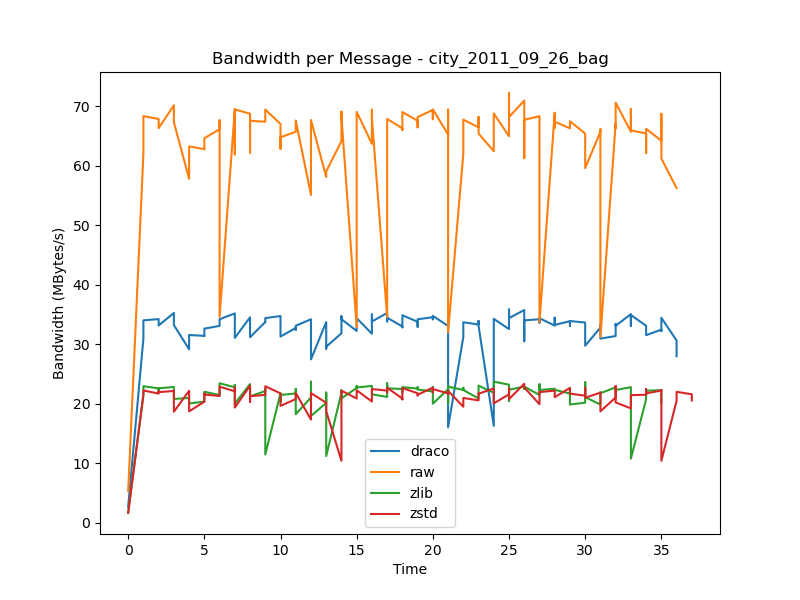 Bandwidth per Message - city_2011_09_26_bag
Bandwidth (MBytes/s)
70
60
50
40
30
20
10
0
0 5 10 15 20 25 30 35
Time
draco
raw
zlib
zstd